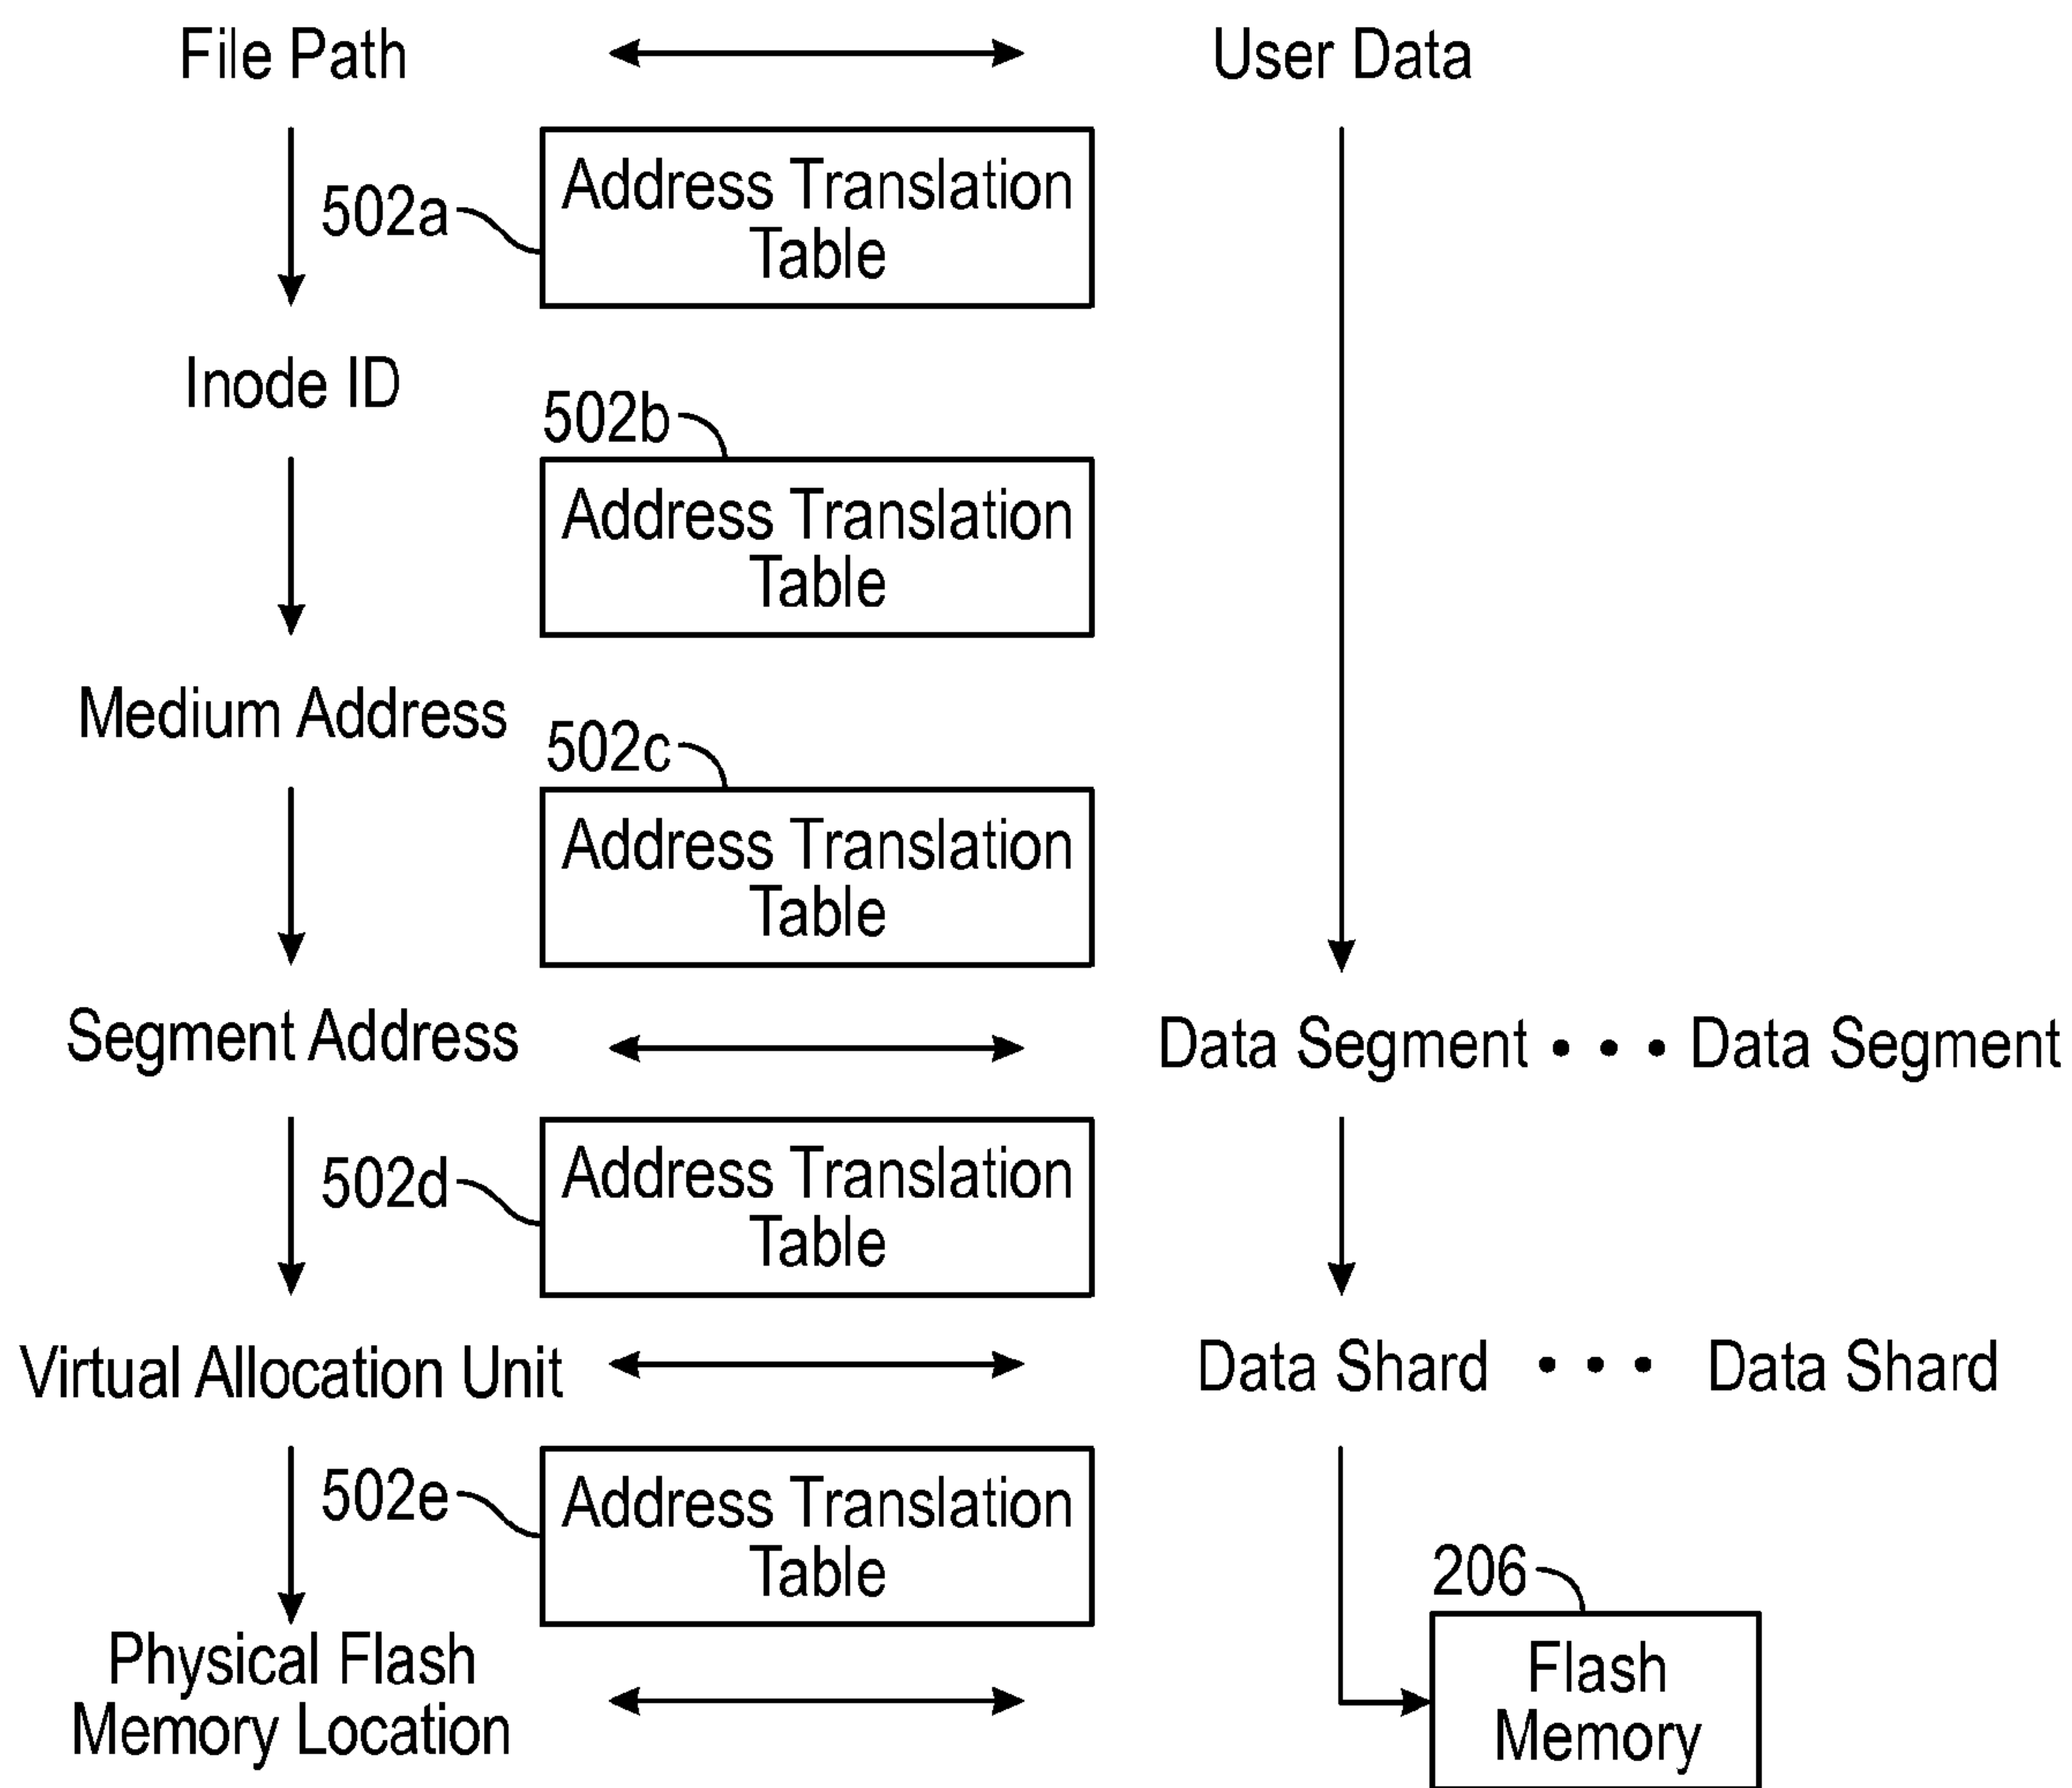 File Path
User Data
502a
Address Translation
Table
Inode ID
502b
Address Translation
Table
Medium Address
502c
Address Translation
Table
Segment Address
Data Segment • • • Data Segment
502d
Address Translation
Table
Virtual Allocation Unit
Data Shard • • • Data Shard
502e
Address Translation
Table
206
Physical Flash
Memory Location
Flash
Memory